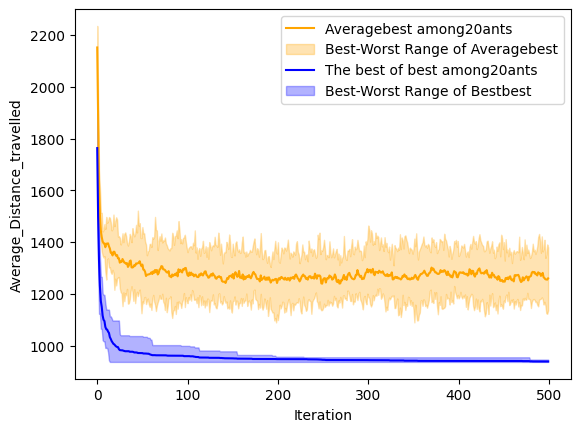 Averagebest among20ants
Best-Worst Range of Averagebest
The best of best among20ants
Best-Worst Range of Bestbest
Average_Distance_travelled
2200
2000
1800
1600
1400
1200
1000
0 100 200 300 400 500
Iteration